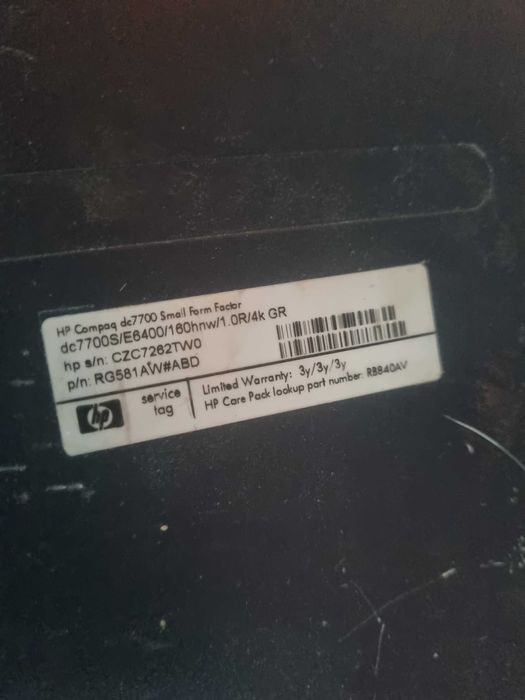 HP Compaq dc7700 Small Form Factor
dc7700S/E6400/160hnw/1.0R/4k GR
hp s/n: CZC7262TW0
p/n: RG581AW#ABD
hp
service
tag
Limited Warranty: 3y/3y/3y
HP Care Pack lookup part number: RB840AV